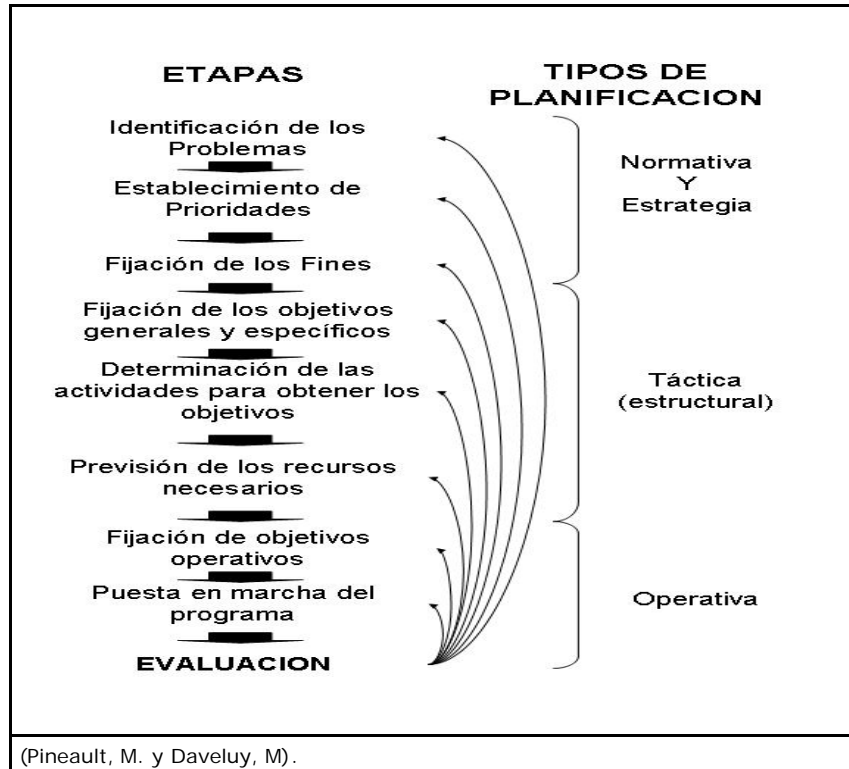 ETAPAS
TIPOS DE
PLANIFICACION
Identificación de los
Problemas
Establecimiento de
Prioridades
Fijación de los Fines
Fijación de los objetivos
generales y específicos
Determinación de las
actividades para obtener los
objetivos
Previsión de los recursos
necesarios
Fijación de objetivos
operativos
Puesta en marcha del
programa
EVALUACION
Normativa
Y
Estrategia
Táctica
(estructural)
Operativa
(Pineault, M. y Daveluy, M).